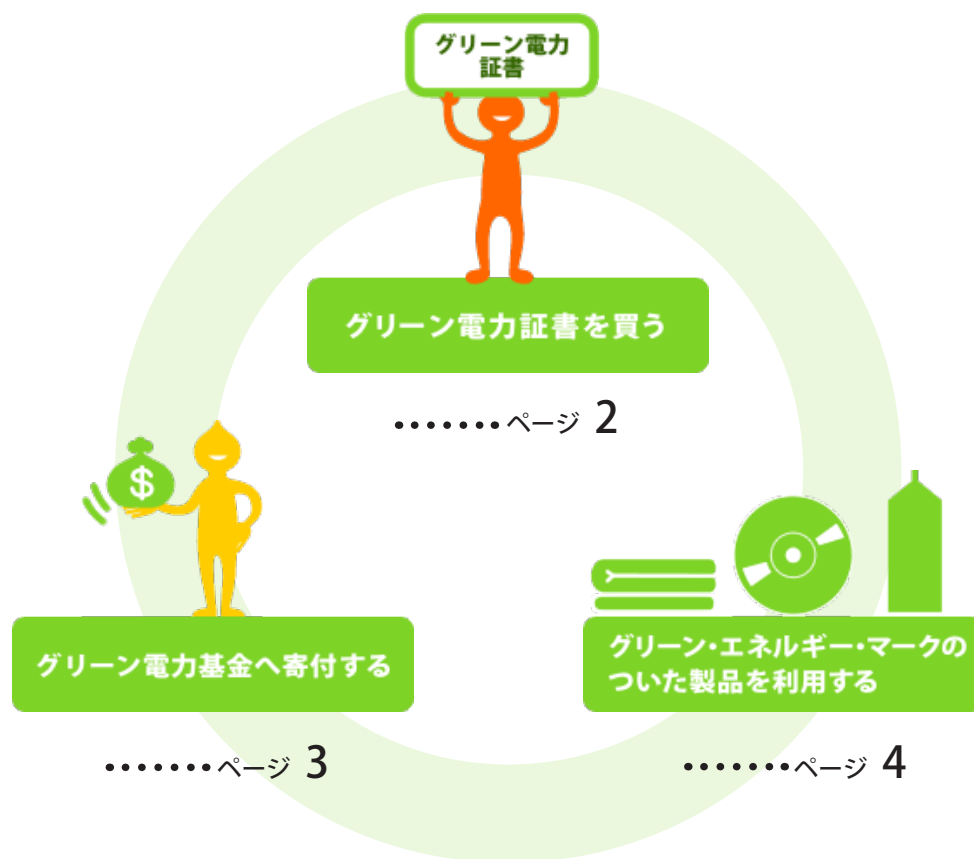 グリーン電力
証書
グリーン電力証書を買う
•••••••ページ 2
$
グリーン電力基金へ寄付する
•••••••ページ 3
グリーン・エネルギー・マークの
ついた製品を利用する
•••••••ページ 4